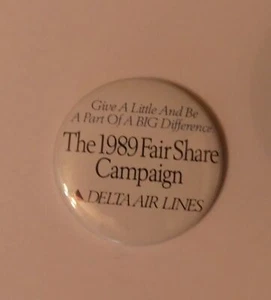 Give A Little And Be
A Part Of A BIG Difference.
The 1989 Fair Share
Campaign
DELTA AIR LINES